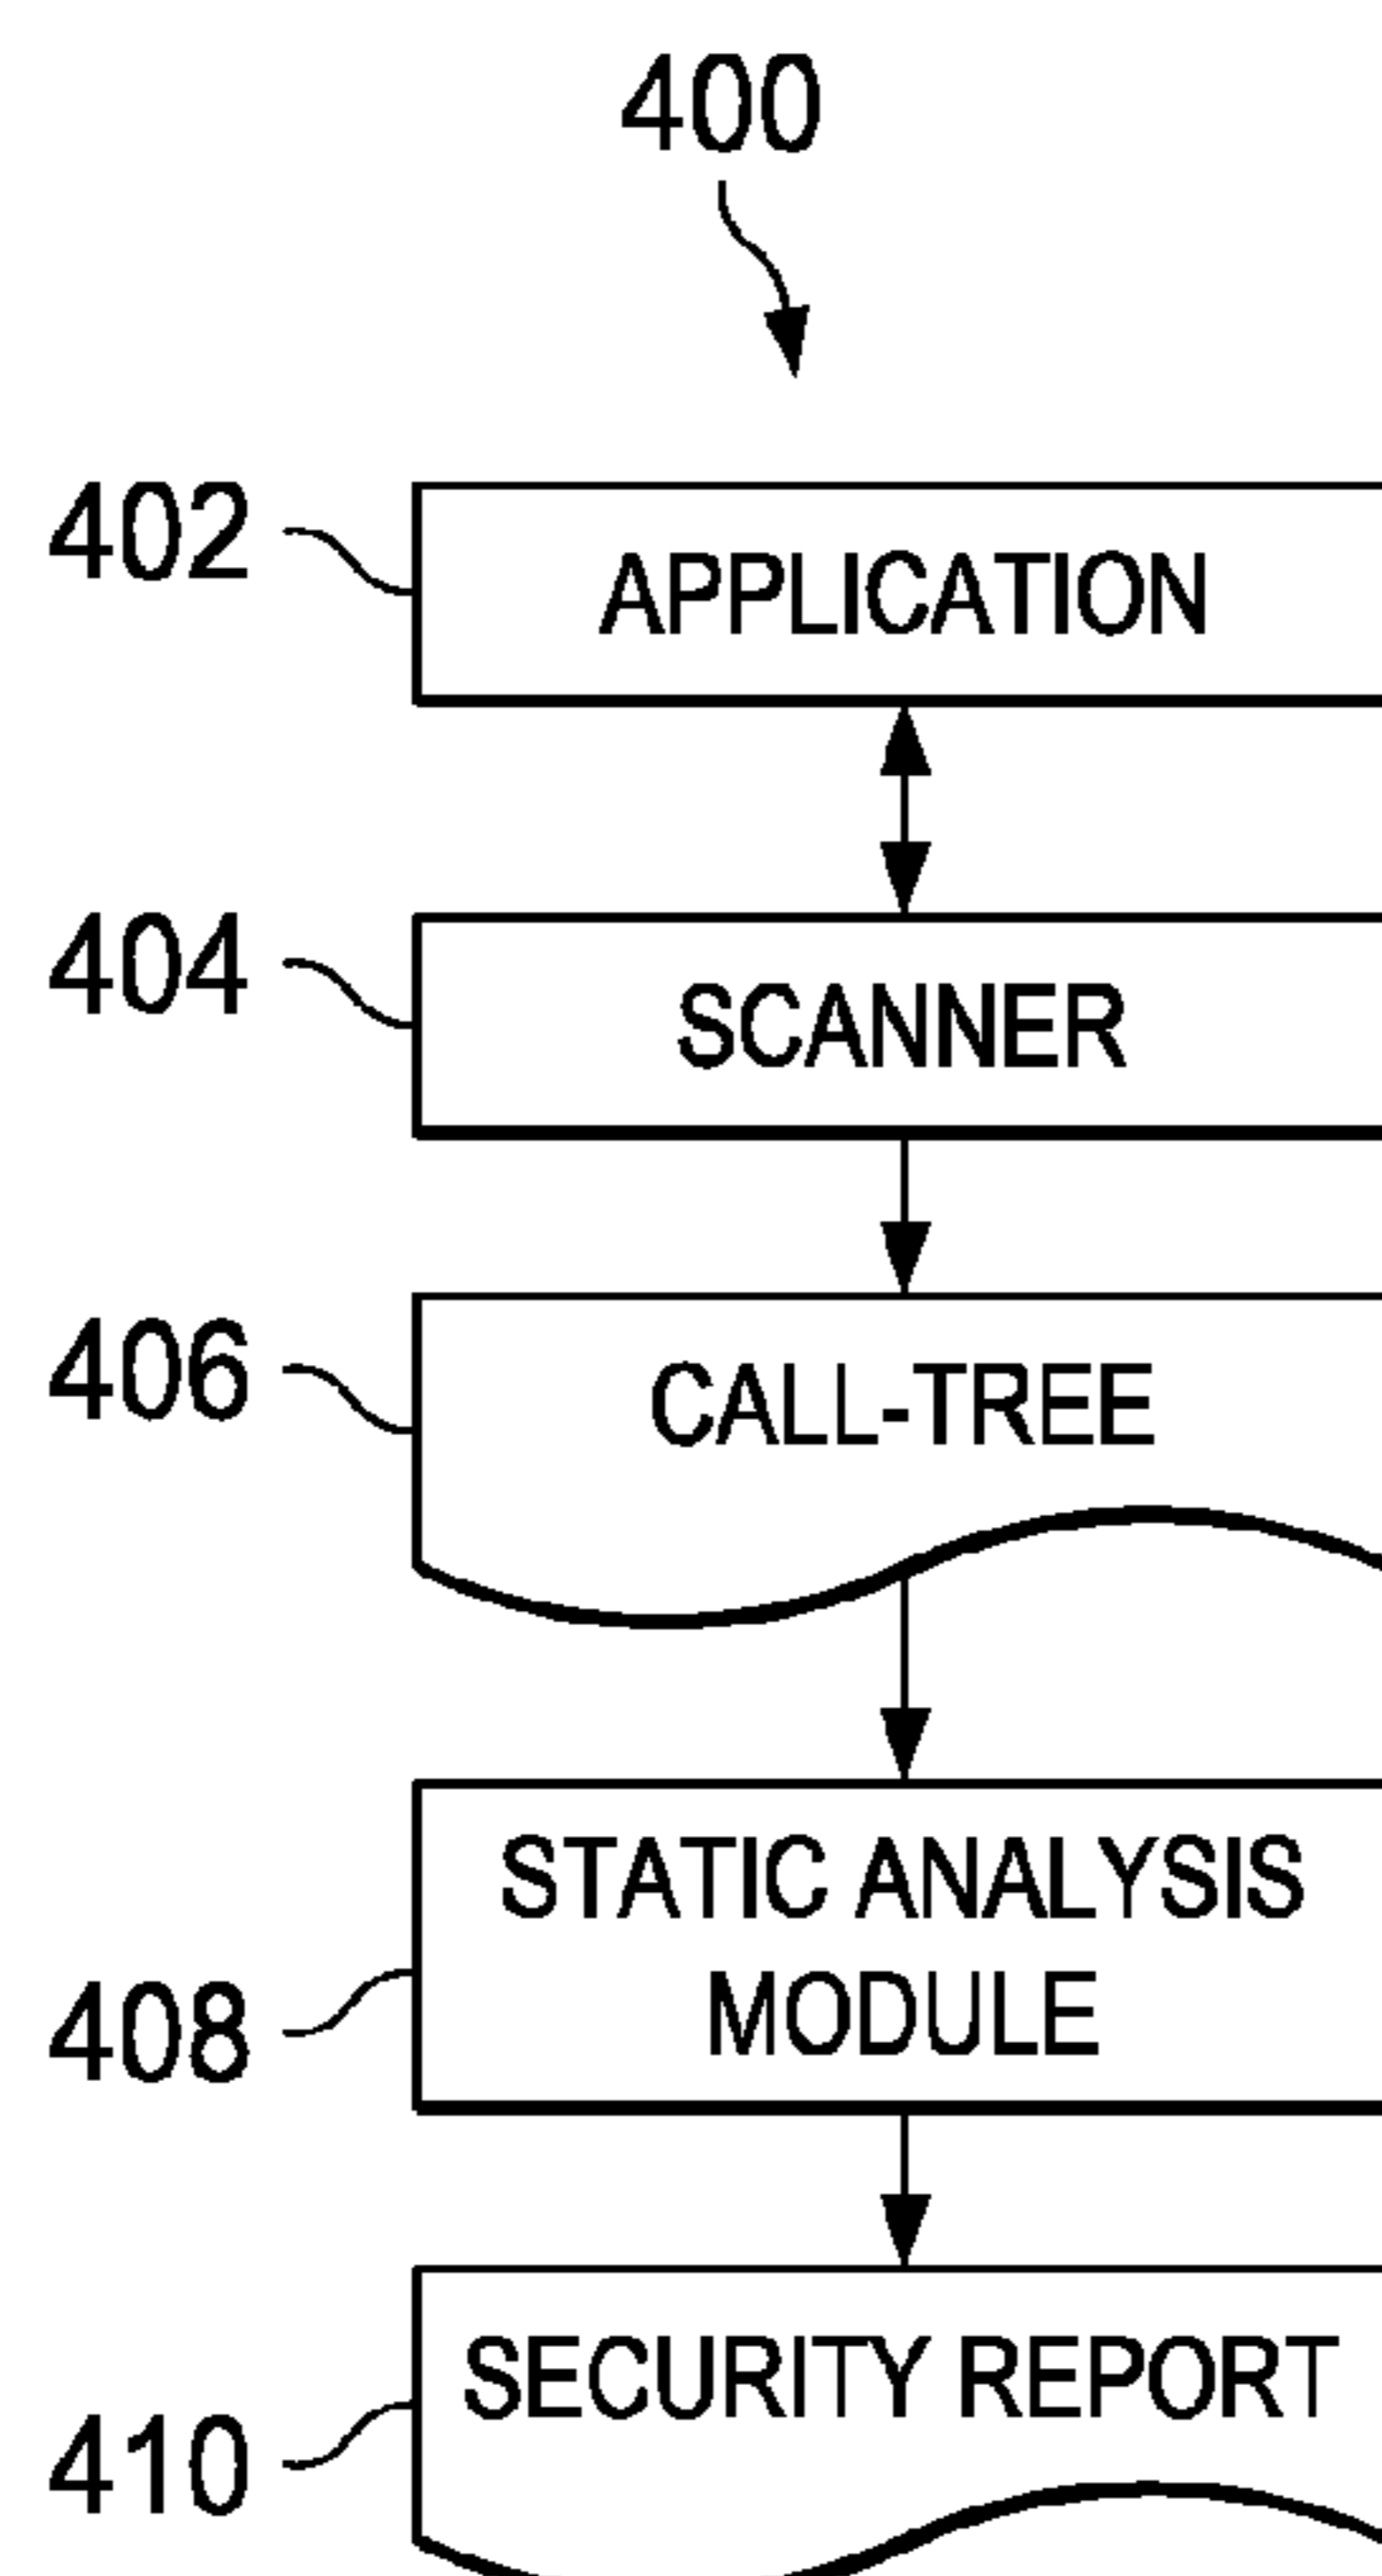 400
402
APPLICATION
404
SCANNER
406
CALL-TREE
STATIC ANALYSIS
MODULE
408
SECURITY REPORT
410